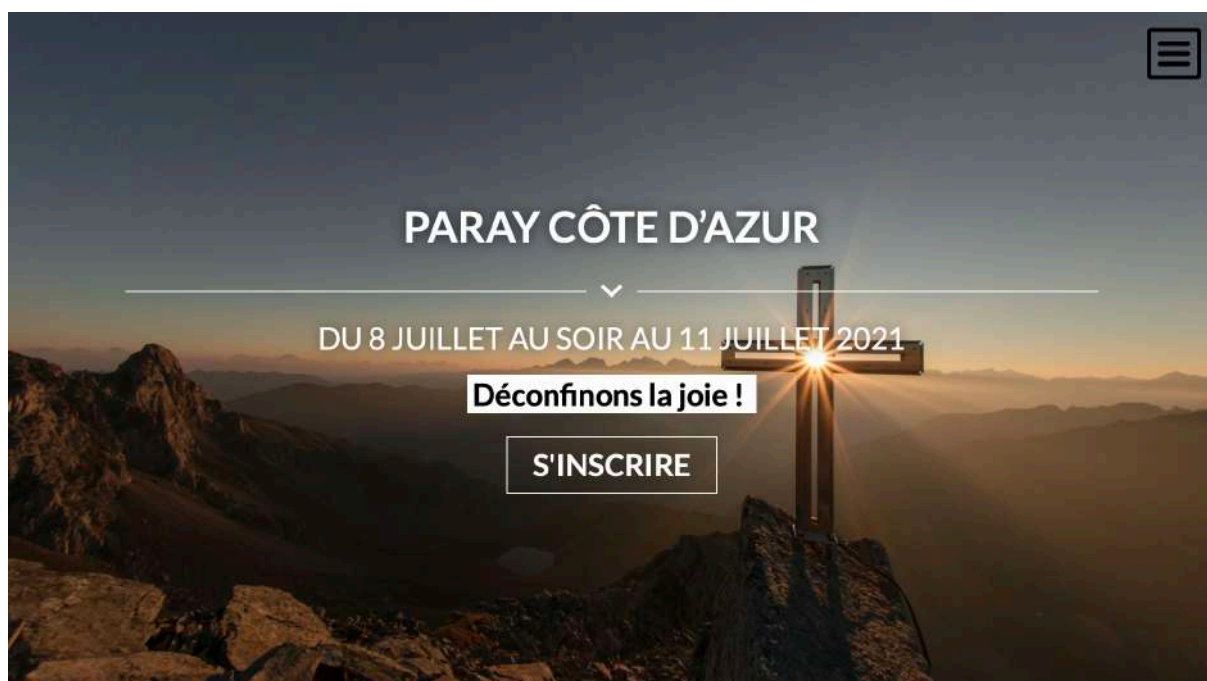 PARAY CÔTE D’AZUR
DU 8 JUILLET AU SOIR AU 11 JUILLET 2021
Déconfinons la joie !
S'INSCRIRE